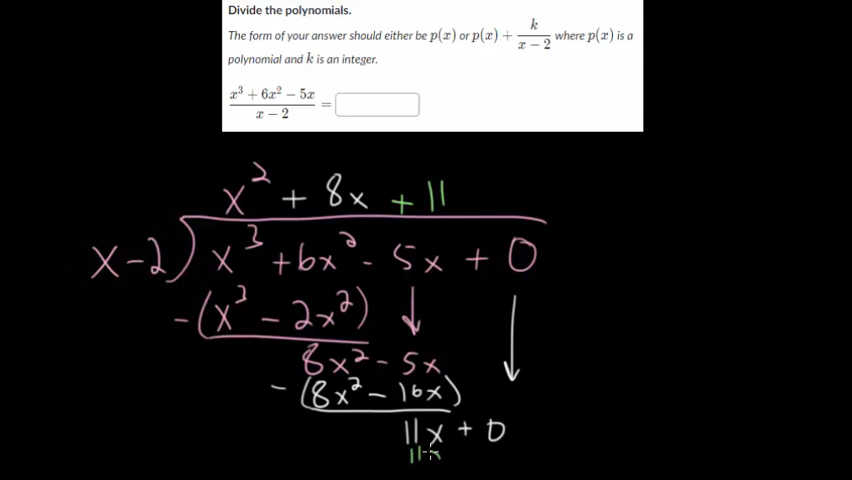 Divide the polynomials.
The form of your answer should either be p(x) or p(x) + k/(x − 2) where p(x) is a
polynomial and k is an integer.
(x³ + 6x² − 5x)/(x − 2) =
x² + 8x + 11
x-2) x³ + 6x² - 5x + 0
-(x³ - 2x²)
8x² - 5x
-(8x² - 16x)
11x + 0
11x